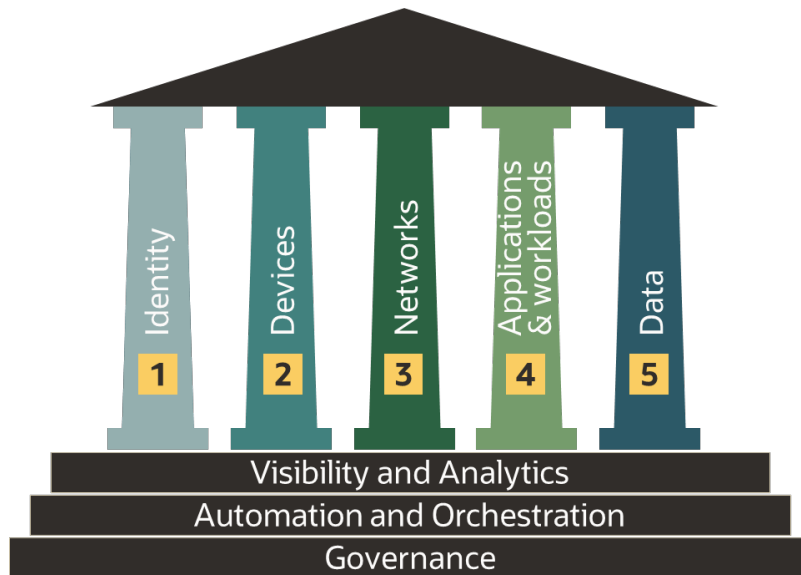 Identity
1
Devices
2
Networks
3
Applications
& workloads
4
Data
5
Visibility and Analytics
Automation and Orchestration
Governance